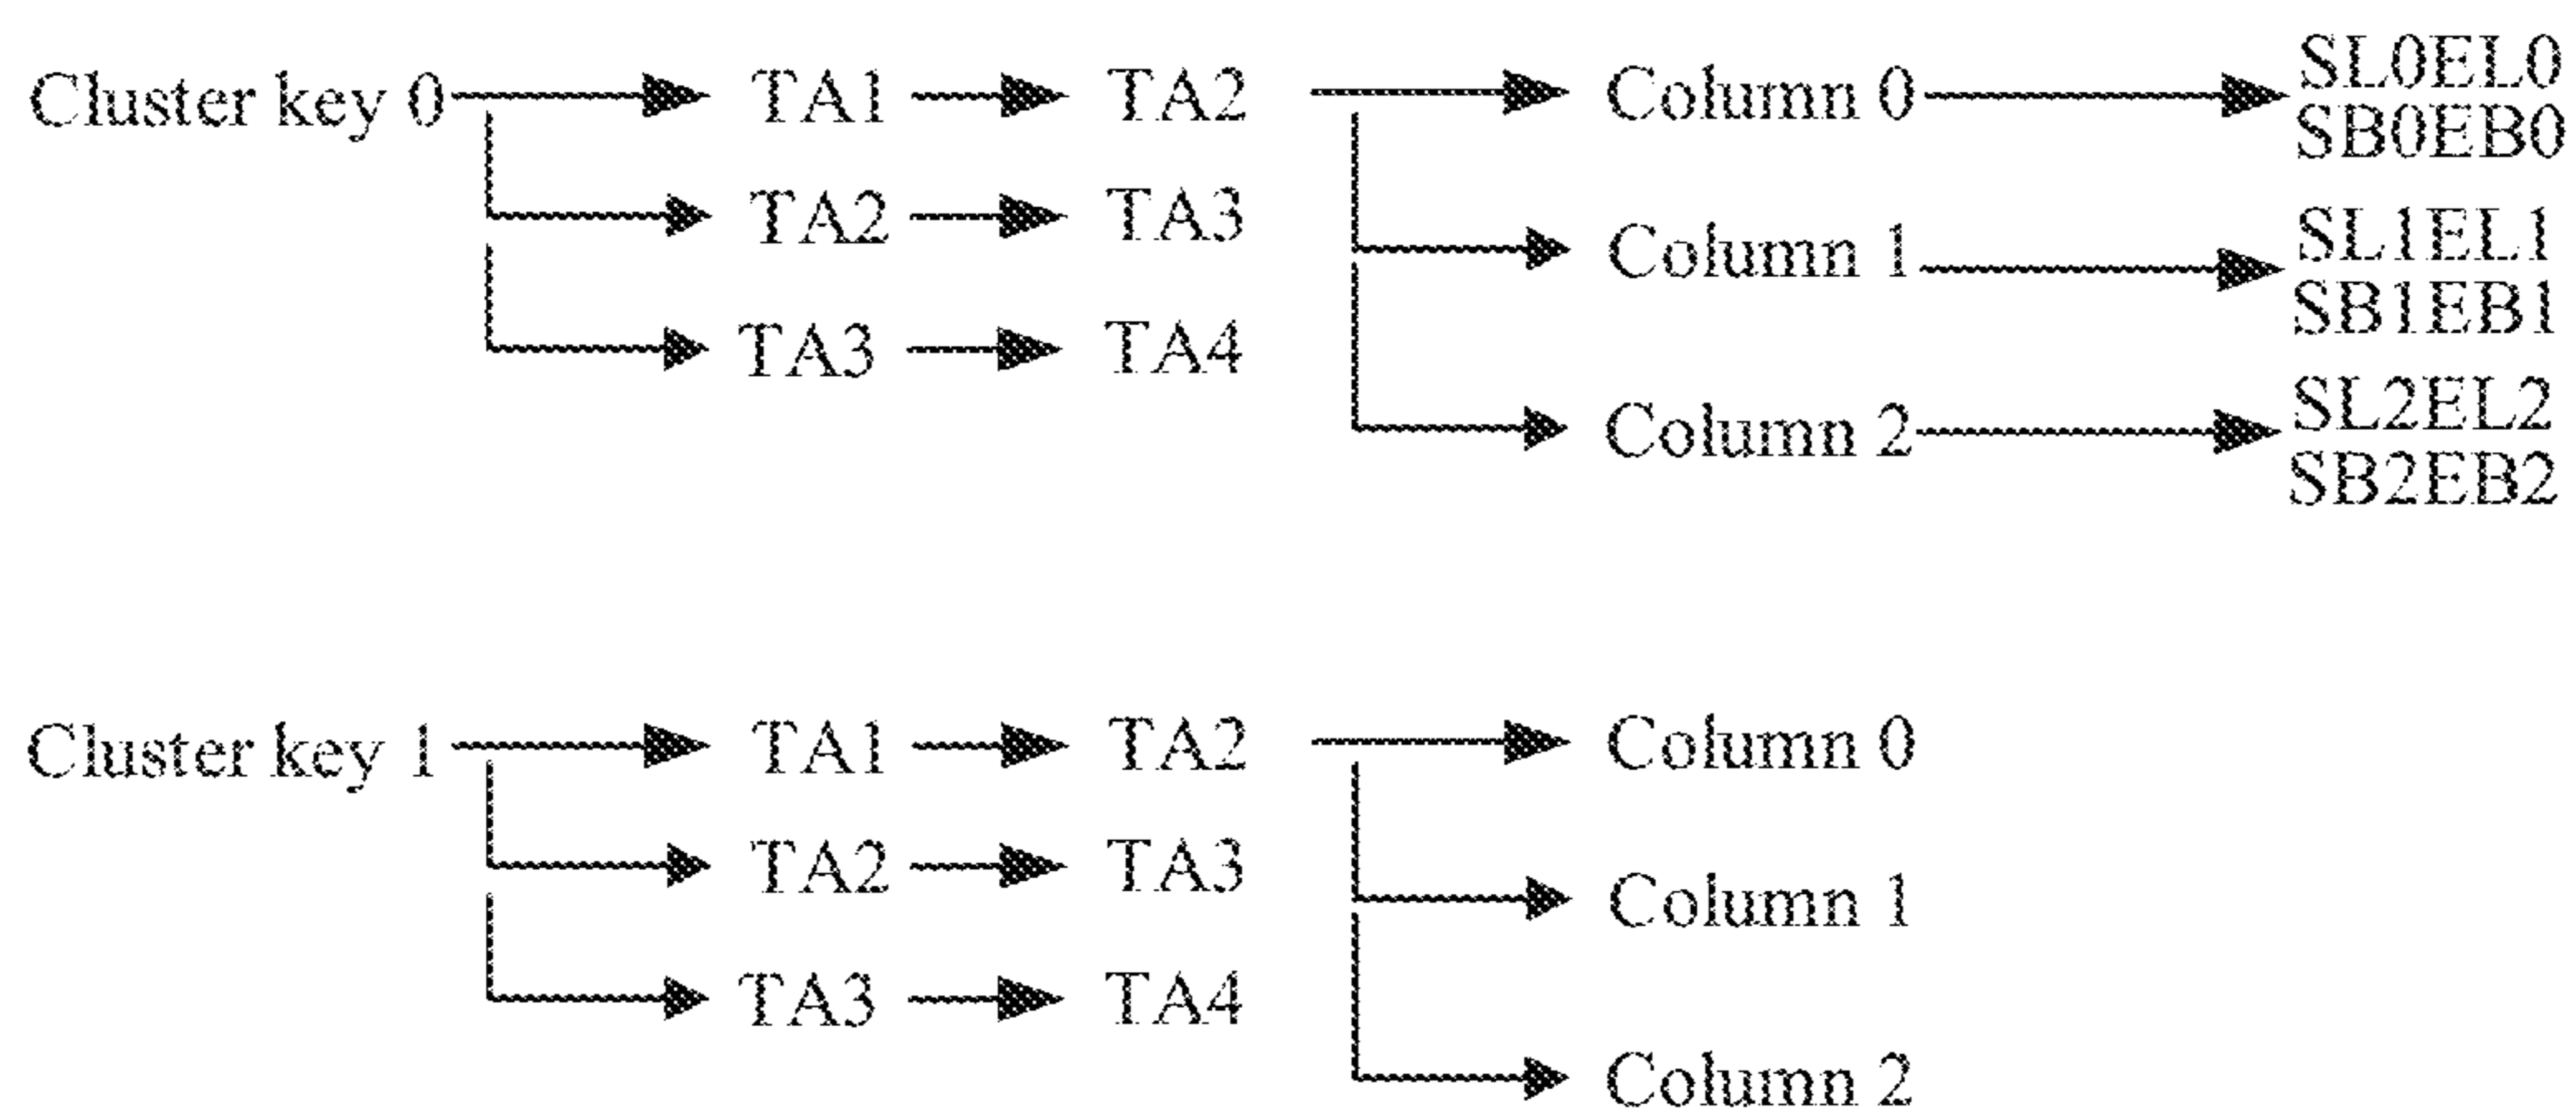 Cluster key 0 TA1 TA2 Column 0 SL0EL0
SB0EB0
TA2 TA3 Column 1 SL1EL1
SB1EB1
TA3 TA4
Column 2 SL2EL2
SB2EB2
Cluster key 1 TA1 TA2 Column 0
TA2 TA3 Column 1
TA3 TA4
Column 2